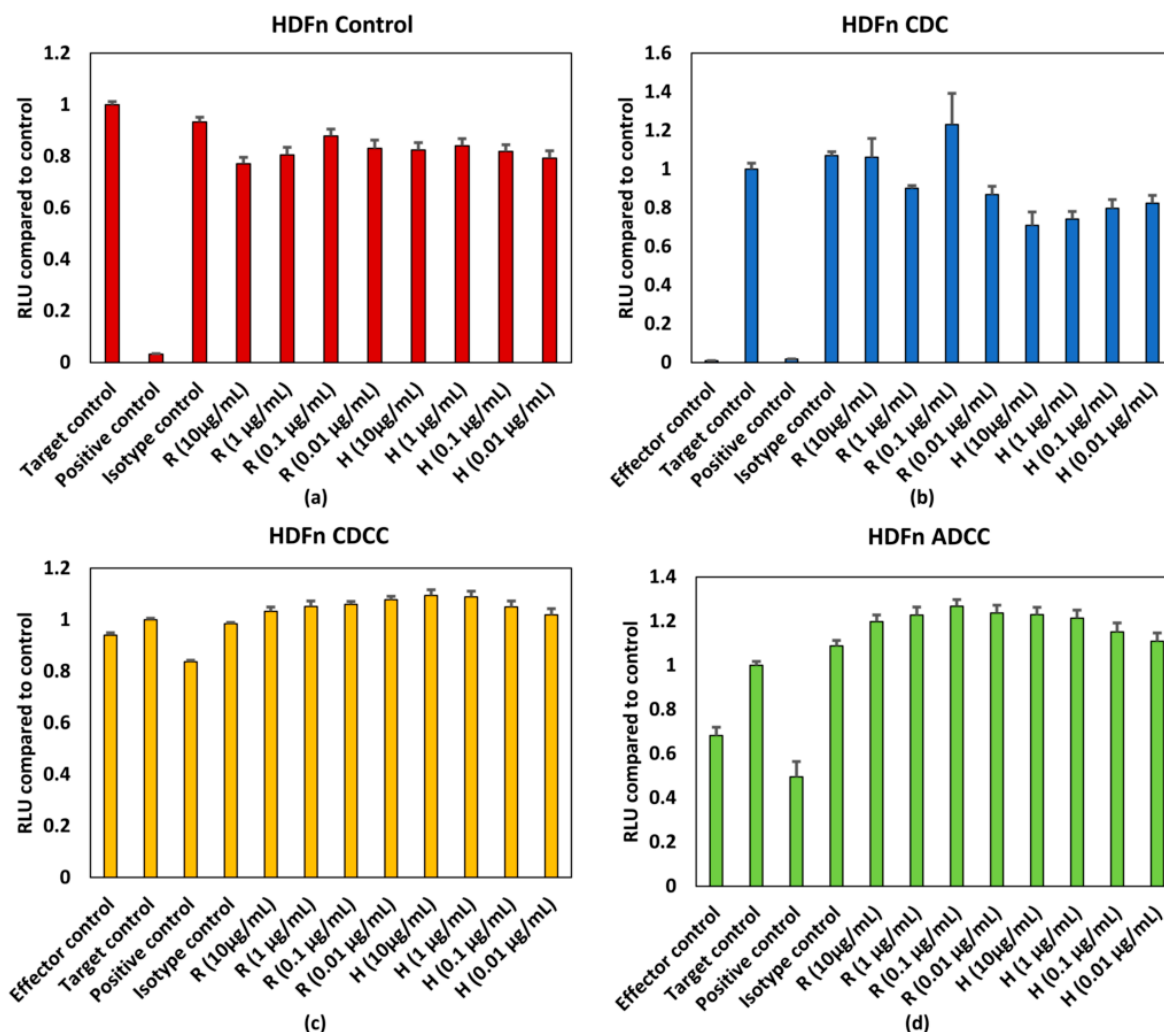 HDFn Control
RLU compared to control
1.2
1
0.8
0.6
0.4
0.2
0
Target control
Positive control
Isotype control
R (10µg/mL)
R (1 µg/mL)
R (0.1 µg/mL)
R (0.01 µg/mL)
H (10µg/mL)
H (1 µg/mL)
H (0.1 µg/mL)
H (0.01 µg/mL)
(a)
HDFn CDC
RLU compared to control
1.6
1.4
1.2
1
0.8
0.6
0.4
0.2
0
Effector control
Target control
Positive control
Isotype control
R (10µg/mL)
R (1 µg/mL)
R (0.1 µg/mL)
R (0.01 µg/mL)
H (10µg/mL)
H (1 µg/mL)
H (0.1 µg/mL)
H (0.01 µg/mL)
(b)
HDFn CDCC
RLU compared to control
1.2
1
0.8
0.6
0.4
0.2
0
Effector control
Target control
Positive control
Isotype control
R (10µg/mL)
R (1 µg/mL)
R (0.1 µg/mL)
R (0.01 µg/mL)
H (10µg/mL)
H (1 µg/mL)
H (0.1 µg/mL)
H (0.01 µg/mL)
(c)
HDFn ADCC
RLU compared to control
1.4
1.2
1
0.8
0.6
0.4
0.2
0
Effector control
Target control
Positive control
Isotype control
R (10µg/mL)
R (1 µg/mL)
R (0.1 µg/mL)
R (0.01 µg/mL)
H (10µg/mL)
H (1 µg/mL)
H (0.1 µg/mL)
H (0.01 µg/mL)
(d)